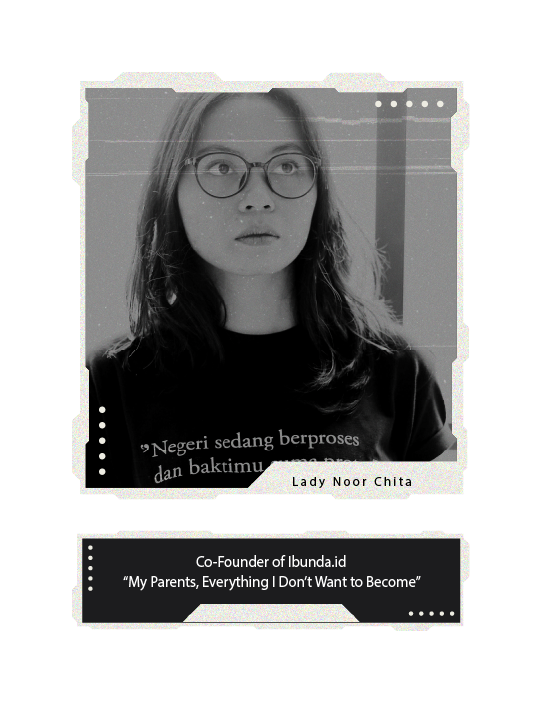 ”Negeri sedang berproses
dan baktimu
Lady Noor Chita
Co-Founder of Ibunda.id
“My Parents, Everything I Don’t Want to Become”